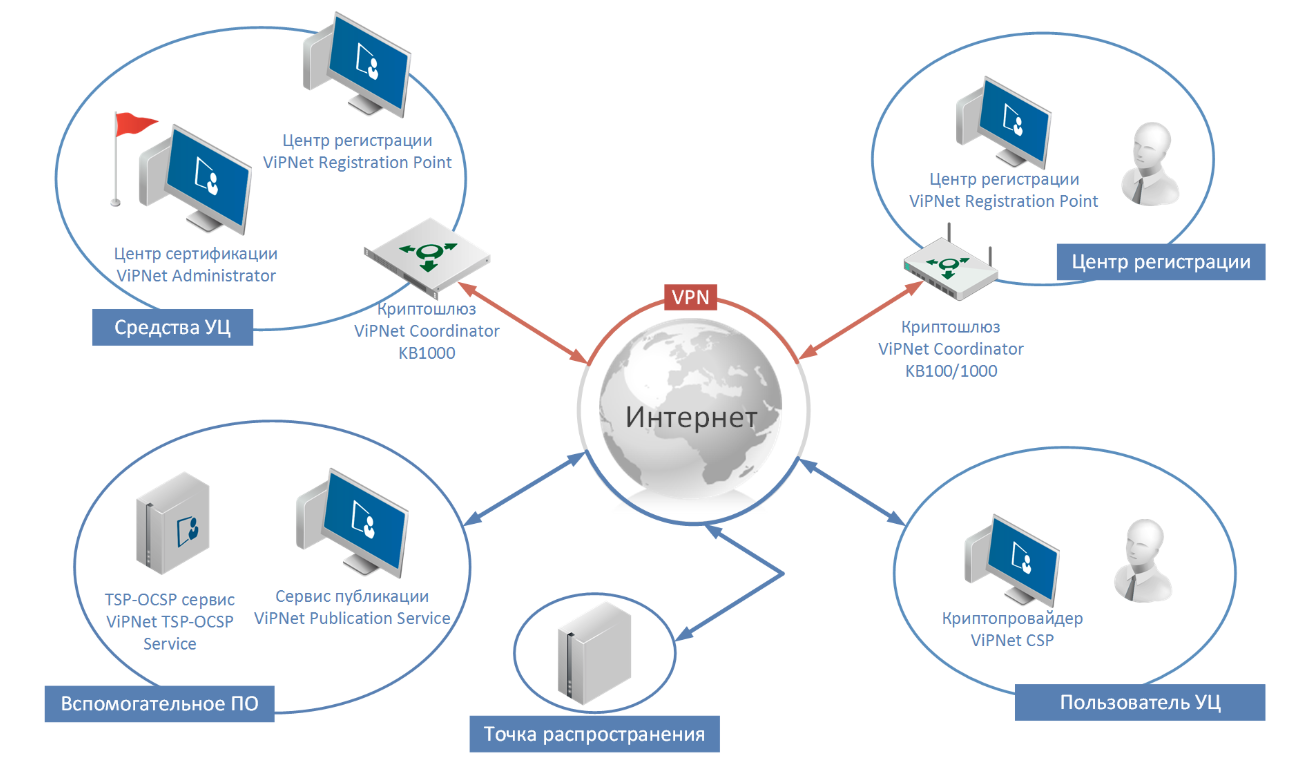 Центр регистрации
ViPNet Registration Point
Центр сертификации
ViPNet Administrator
Средства УЦ
Криптошлюз
ViPNet Coordinator
КВ1000
VPN
Интернет
Центр регистрации
ViPNet Registration Point
Центр регистрации
Криптошлюз
ViPNet Coordinator
КВ100/1000
TSP-OCSP сервис
ViPNet TSP-OCSP
Service
Сервис публикации
ViPNet Publication Service
Вспомогательное ПО
Точка распространения
Криптопровайдер
ViPNet CSP
Пользователь УЦ